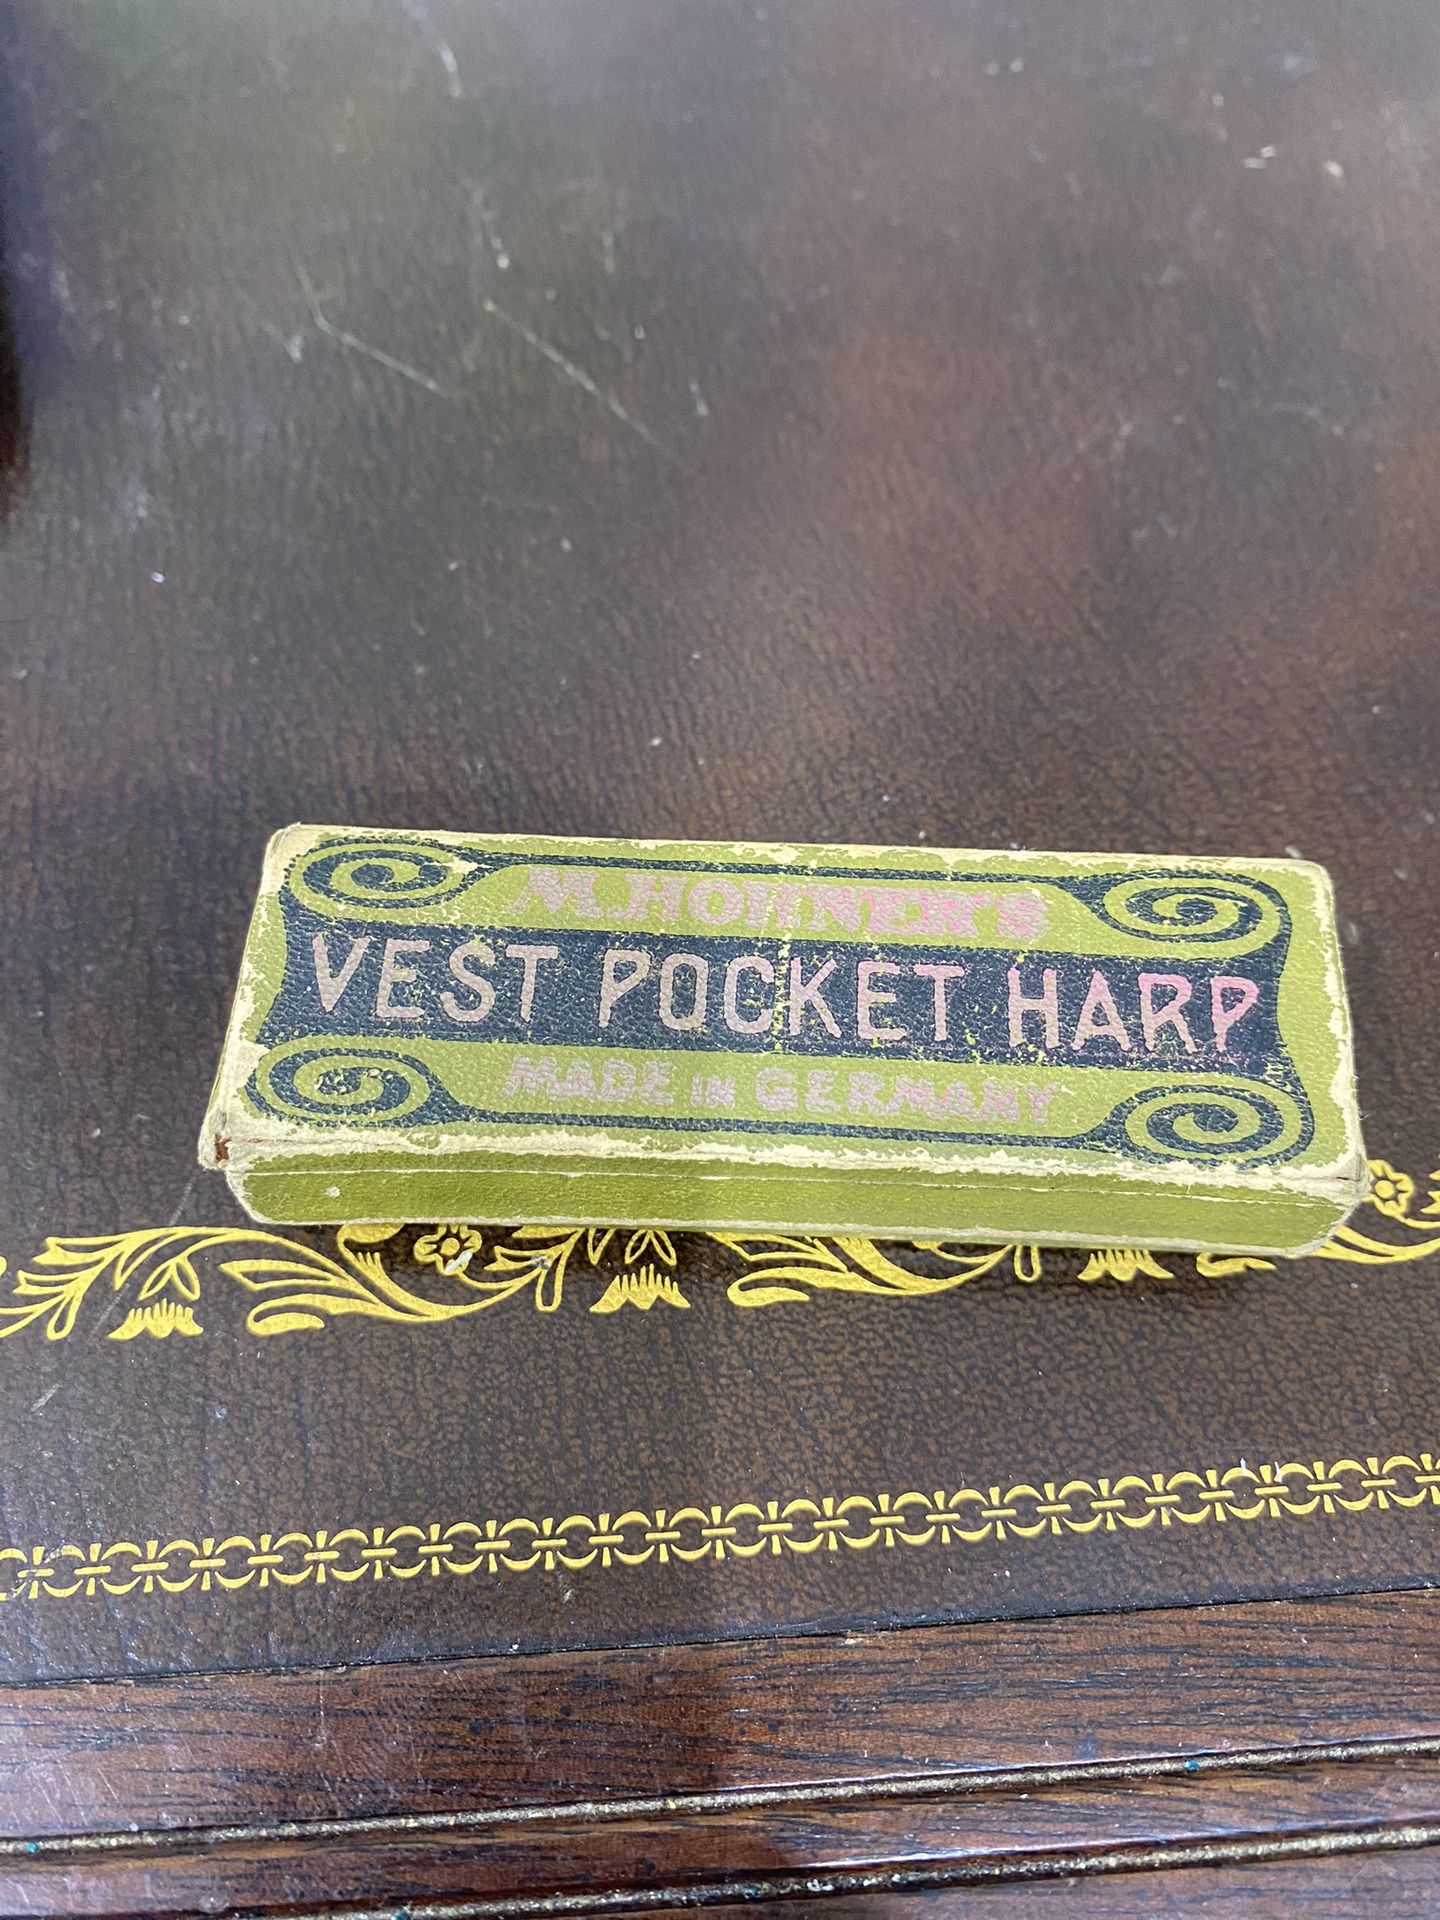 M. HOHNER'S
VEST POCKET HARP
MADE IN GERMANY